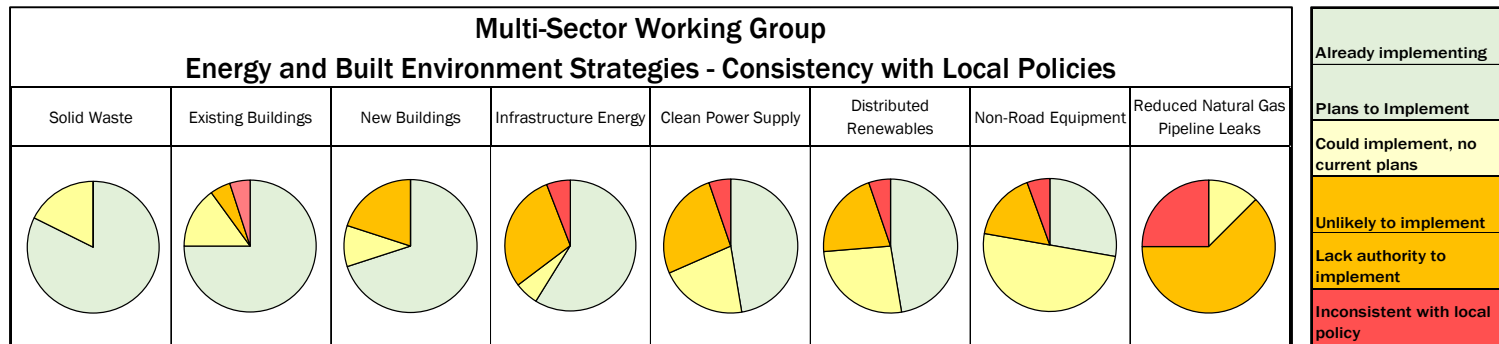 Multi-Sector Working Group
Energy and Built Environment Strategies - Consistency with Local Policies
Solid Waste
Existing Buildings
New Buildings
Infrastructure Energy
Clean Power Supply
Distributed
Renewables
Non-Road Equipment
Reduced Natural Gas
Pipeline Leaks
Already implementing
Plans to Implement
Could implement, no
current plans
Unlikely to implement
Lack authority to
implement
Inconsistent with local
policy